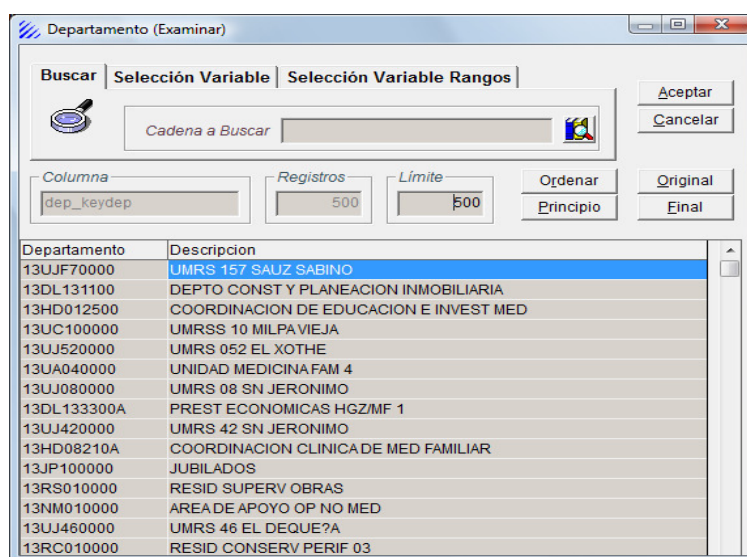 Departamento (Examinar)
Buscar Selección Variable Selección Variable Rangos
Aceptar
Cadena a Buscar
Cancelar
Columna Registros Límite
Ordenar Original
dep_keydep 500 500
Principio Final
Departamento Descripcion
13UJF70000 UMRS 157 SAUZ SABINO
13DL131100 DEPTO CONST Y PLANEACION INMOBILIARIA
13HD012500 COORDINACION DE EDUCACION E INVEST MED
13UC100000 UMRSS 10 MILPA VIEJA
13UJ520000 UMRS 052 EL XOTHE
13UA040000 UNIDAD MEDICINA FAM 4
13UJ080000 UMRS 08 SN JERONIMO
13DL133300A PREST ECONOMICAS HGZ/MF 1
13UJ420000 UMRS 42 SN JERONIMO
13HD08210A COORDINACION CLINICA DE MED FAMILIAR
13JP100000 JUBILADOS
13RS010000 RESID SUPERV OBRAS
13NM010000 AREA DE APOYO OP NO MED
13UJ460000 UMRS 46 EL DEQUE?A
13RC010000 RESID CONSERV PERIF 03